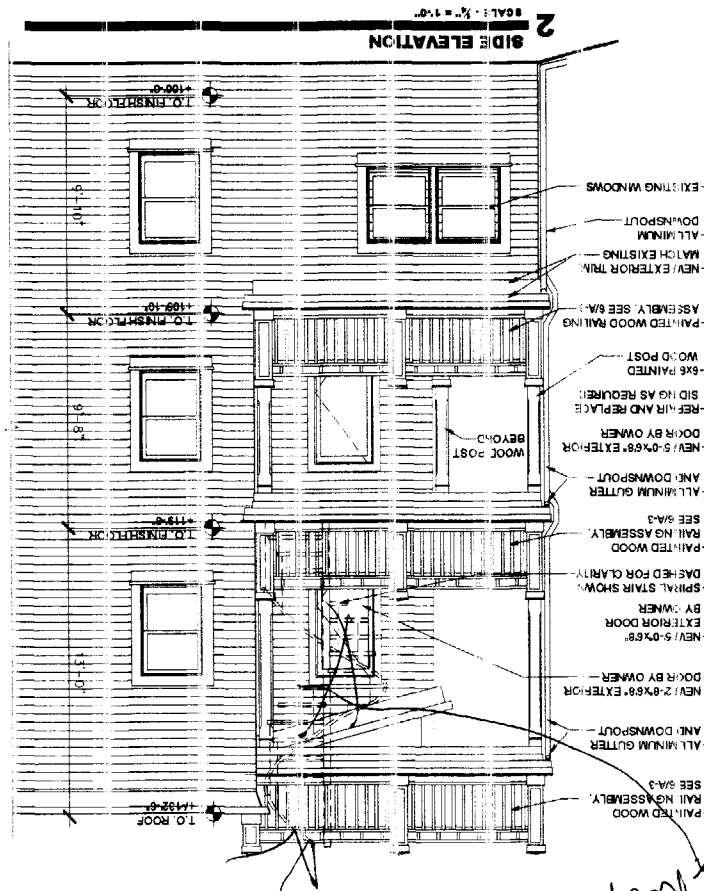 PAINTED WOOD
RAILING ASSEMBLY.
SEE 6/A-3
ALUMINUM GUTTER
AND DOWNSPOUT
NEW 2'-8"x6'8" EXTERIOR
DOOR BY OWNER
NEW 5'-0"x6'8"
EXTERIOR DOOR
BY OWNER
SPIRAL STAIR SHOWN
DASHED FOR CLARITY
PAINTED WOOD
RAILING ASSEMBLY.
SEE 6/A-3
ALUMINUM GUTTER
AND DOWNSPOUT
NEW 5'-0"x6'8" EXTERIOR
DOOR BY OWNER
REPAIR AND REPLACE
SIDING AS REQUIRED
6X6 PAINTED
WOOD POST
PAINTED WOOD RAILING
ASSEMBLY. SEE 6/A-3
NEW EXTERIOR TRIM.
MATCH EXISTING
ALUMINUM
DOWNSPOUT
EXISTING WINDOWS
WOOD POST
BEYOND
T.O. ROOF
+/-132'-6"
13'-0"
T.O. FINISH FLOOR
+119'-6"
9'-8"
T.O. FINISH FLOOR
+109'-10"
9'-10"
T.O. FINISH FLOOR
+100'-0"
2
SIDE ELEVATION
SCALE: ¼" = 1'-0"